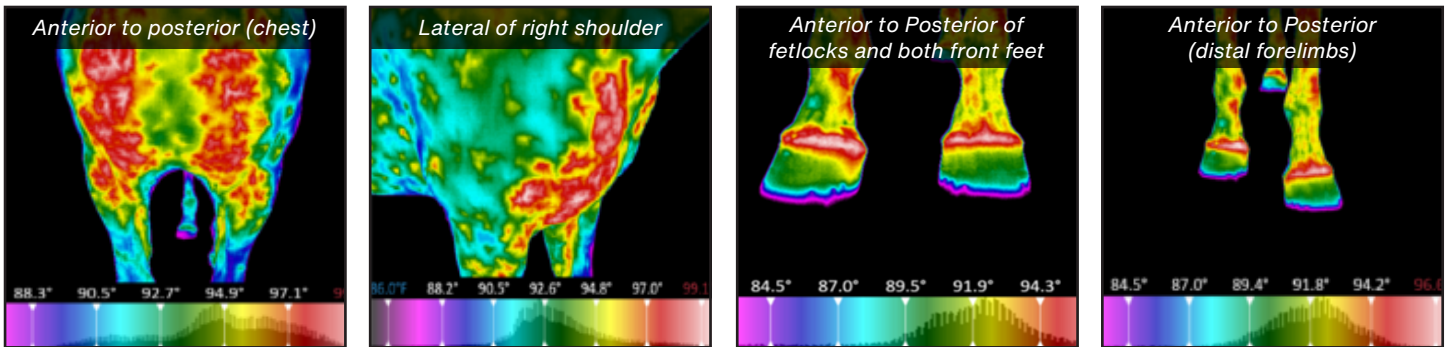 Anterior to posterior (chest)
88.3° 90.5° 92.7° 94.9° 97.1°
Lateral of right shoulder
86.0°F 88.2° 90.5° 92.6° 94.8° 97.0° 99.1
Anterior to Posterior of
fetlocks and both front feet
84.5° 87.0° 89.5° 91.9° 94.3°
Anterior to Posterior
(distal forelimbs)
84.5° 87.0° 89.4° 91.8° 94.2° 96.6